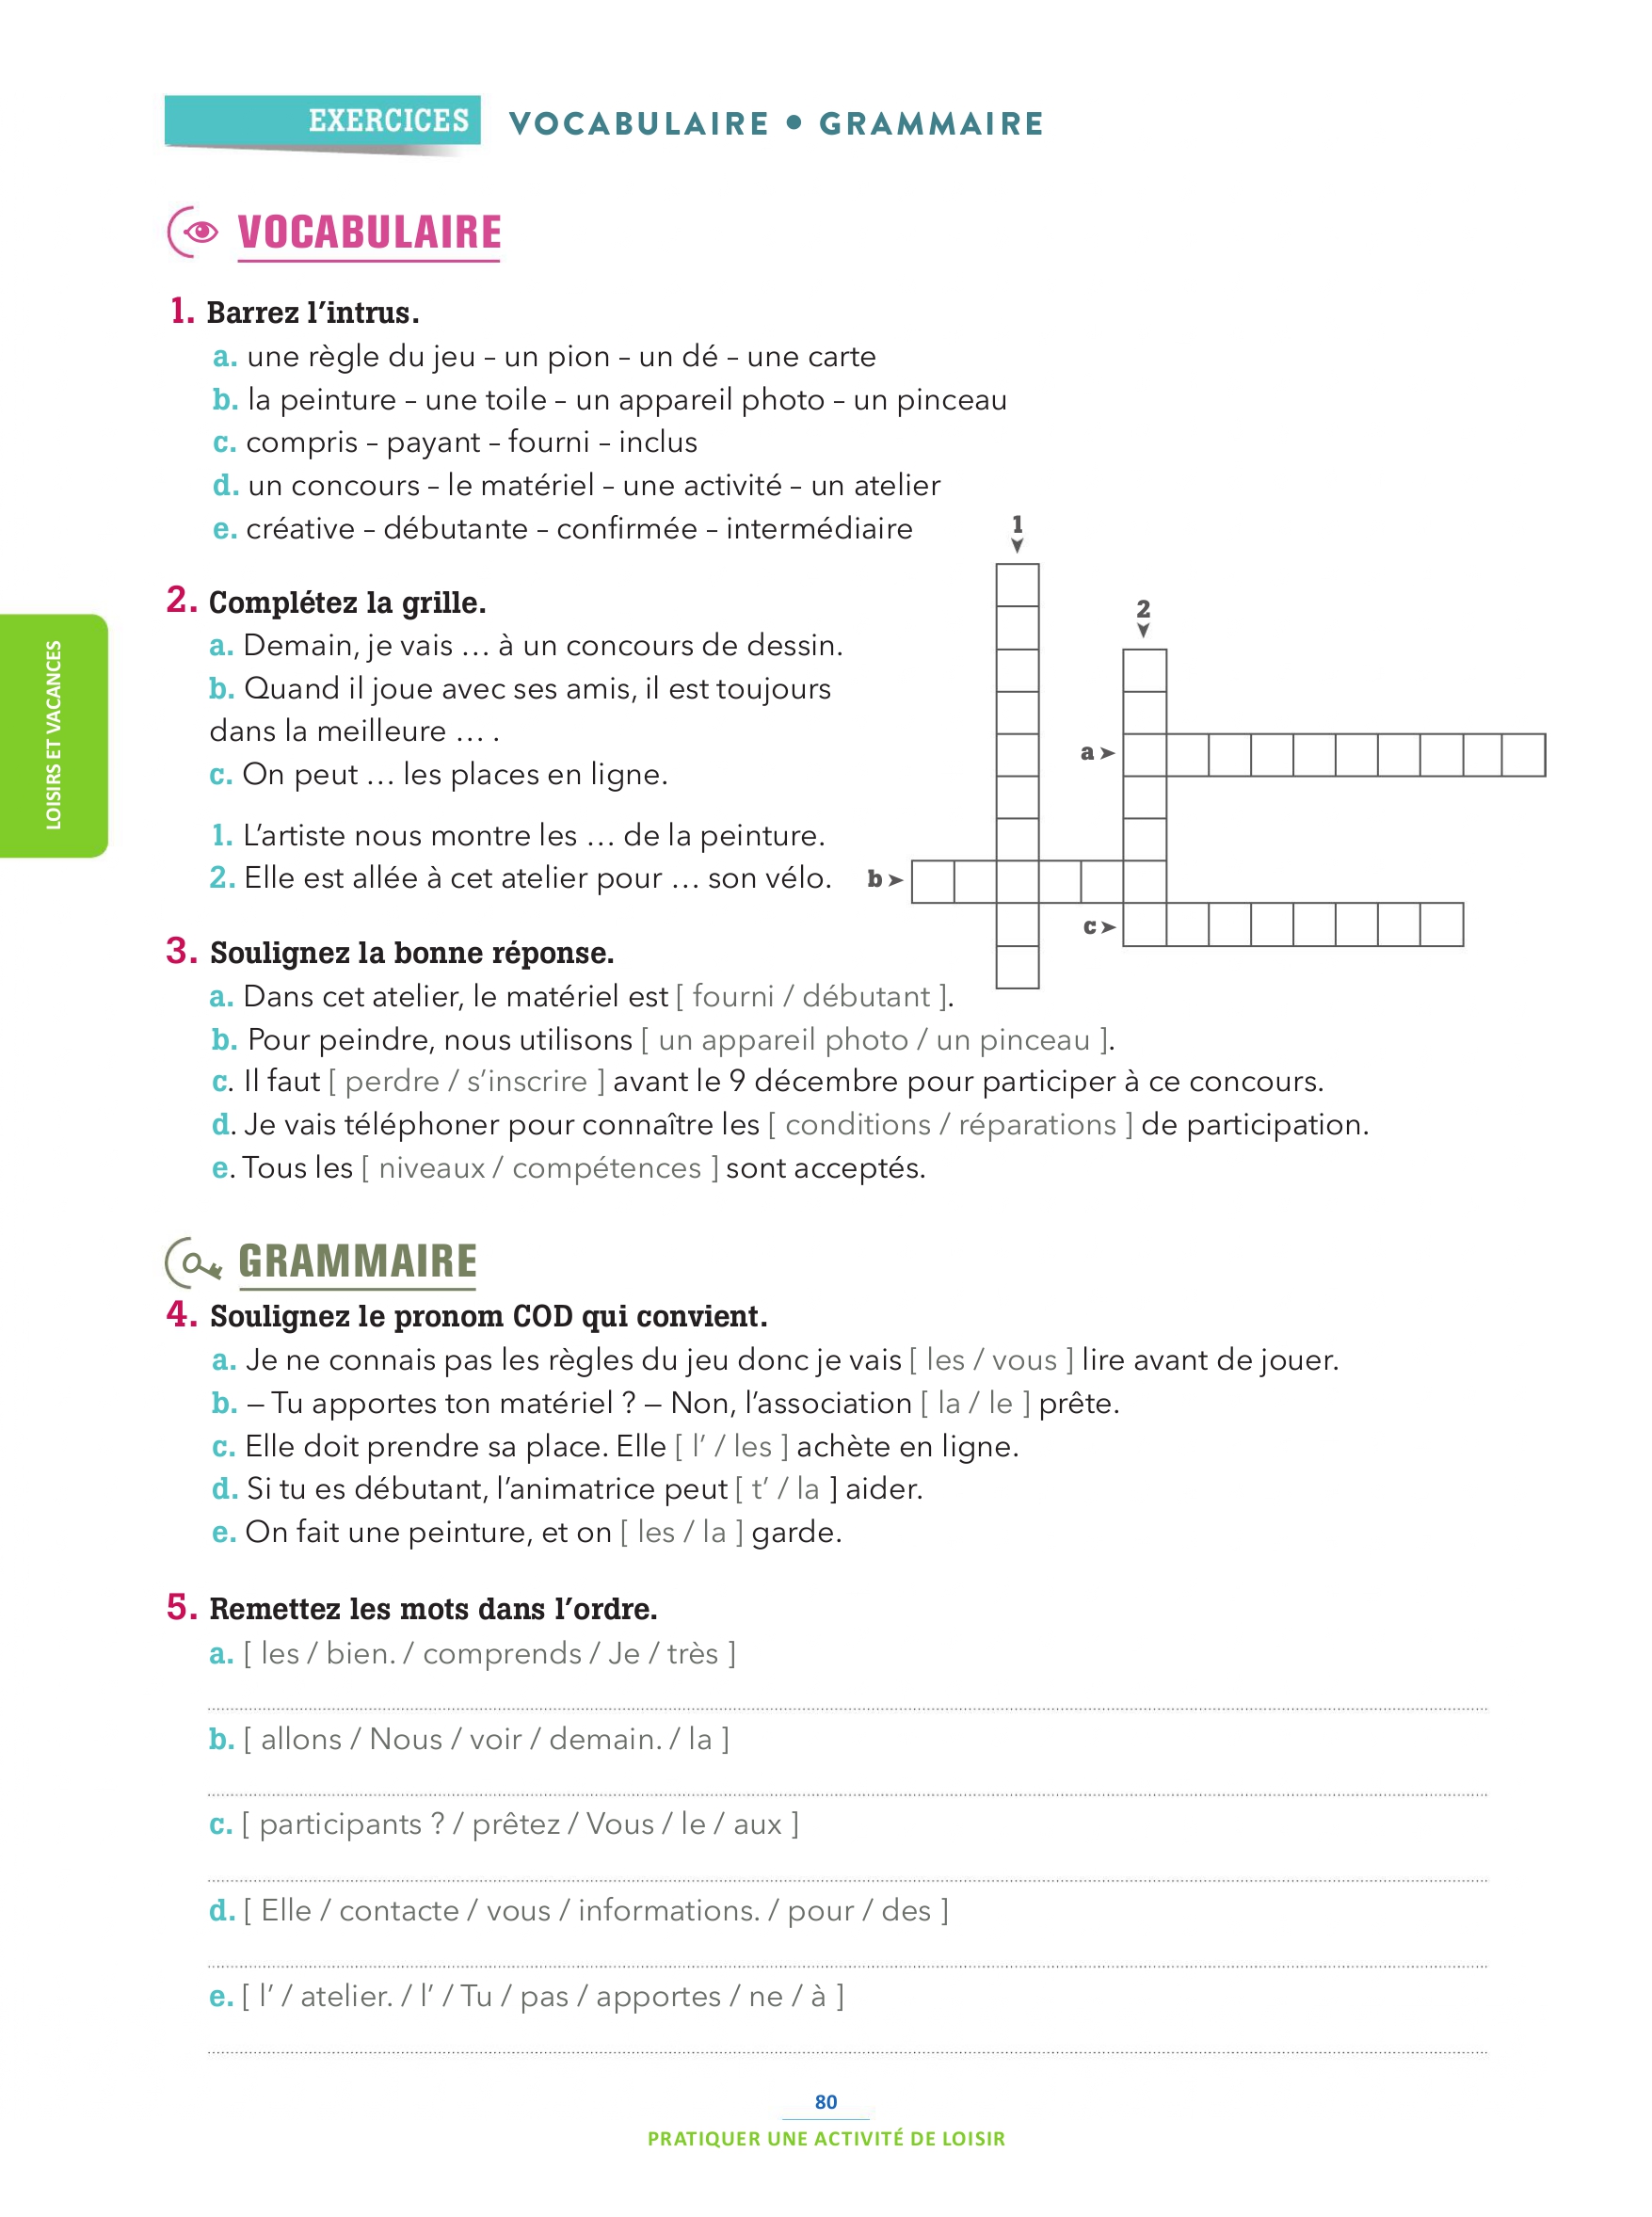 EXERCICES VOCABULAIRE • GRAMMAIRE
VOCABULAIRE
1. Barrez l’intrus.
a. une règle du jeu – un pion – un dé – une carte
b. la peinture – une toile – un appareil photo – un pinceau
c. compris – payant – fourni – inclus
d. un concours – le matériel – une activité – un atelier
e. créative – débutante – confirmée – intermédiaire
2. Complétez la grille.
a. Demain, je vais … à un concours de dessin.
b. Quand il joue avec ses amis, il est toujours
dans la meilleure … .
c. On peut … les places en ligne.
1. L’artiste nous montre les … de la peinture.
2. Elle est allée à cet atelier pour … son vélo.
1
2
a
b
c
3. Soulignez la bonne réponse.
a. Dans cet atelier, le matériel est [ fourni / débutant ].
b. Pour peindre, nous utilisons [ un appareil photo / un pinceau ].
c. Il faut [ perdre / s’inscrire ] avant le 9 décembre pour participer à ce concours.
d. Je vais téléphoner pour connaître les [ conditions / réparations ] de participation.
e. Tous les [ niveaux / compétences ] sont acceptés.
GRAMMAIRE
4. Soulignez le pronom COD qui convient.
a. Je ne connais pas les règles du jeu donc je vais [ les / vous ] lire avant de jouer.
b. – Tu apportes ton matériel ? – Non, l’association [ la / le ] prête.
c. Elle doit prendre sa place. Elle [ l’ / les ] achète en ligne.
d. Si tu es débutant, l’animatrice peut [ t’ / la ] aider.
e. On fait une peinture, et on [ les / la ] garde.
5. Remettez les mots dans l’ordre.
a. [ les / bien. / comprends / Je / très ]
b. [ allons / Nous / voir / demain. / la ]
c. [ participants ? / prêtez / Vous / le / aux ]
d. [ Elle / contacte / vous / informations. / pour / des ]
e. [ l’ / atelier. / l’ / Tu / pas / apportes / ne / à ]
LOISIRS ET VACANCES
80
PRATIQUER UNE ACTIVITÉ DE LOISIR